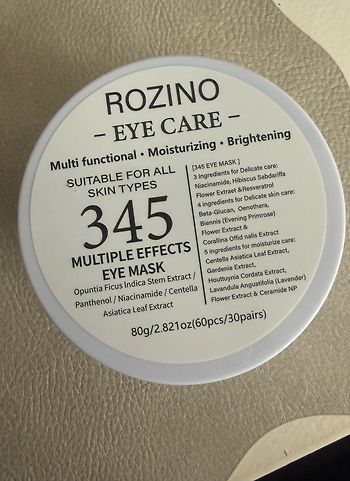 ROZINO
– EYE CARE –
Multi functional • Moisturizing • Brightening
SUITABLE FOR ALL
SKIN TYPES
345
MULTIPLE EFFECTS
EYE MASK
Opuntia Ficus Indica Stem Extract /
Panthenol / Niacinamide / Centella
Asiatica Leaf Extract
[345 EYE MASK]
3 ingredients for Delicate care:
Niacinamide, Hibiscus Sabdariffa
Flower Extraet &Resveratrol
4 ingredients for Delicate skin care:
Beta-Glucan, Oenothera,
Biennis (Evening Primrose)
Flower Extract &
Corallina Offid nalis Extract
5 ingredients for moisturize care:
Centella Asiatica Leaf Extract,
Gardenia Extract,
Houttuynia Cordata Extract,
Lavandula Angustifolia (Lavender)
Flower Extract & Ceramide NP
80g/2.821oz(60pcs/30pairs)